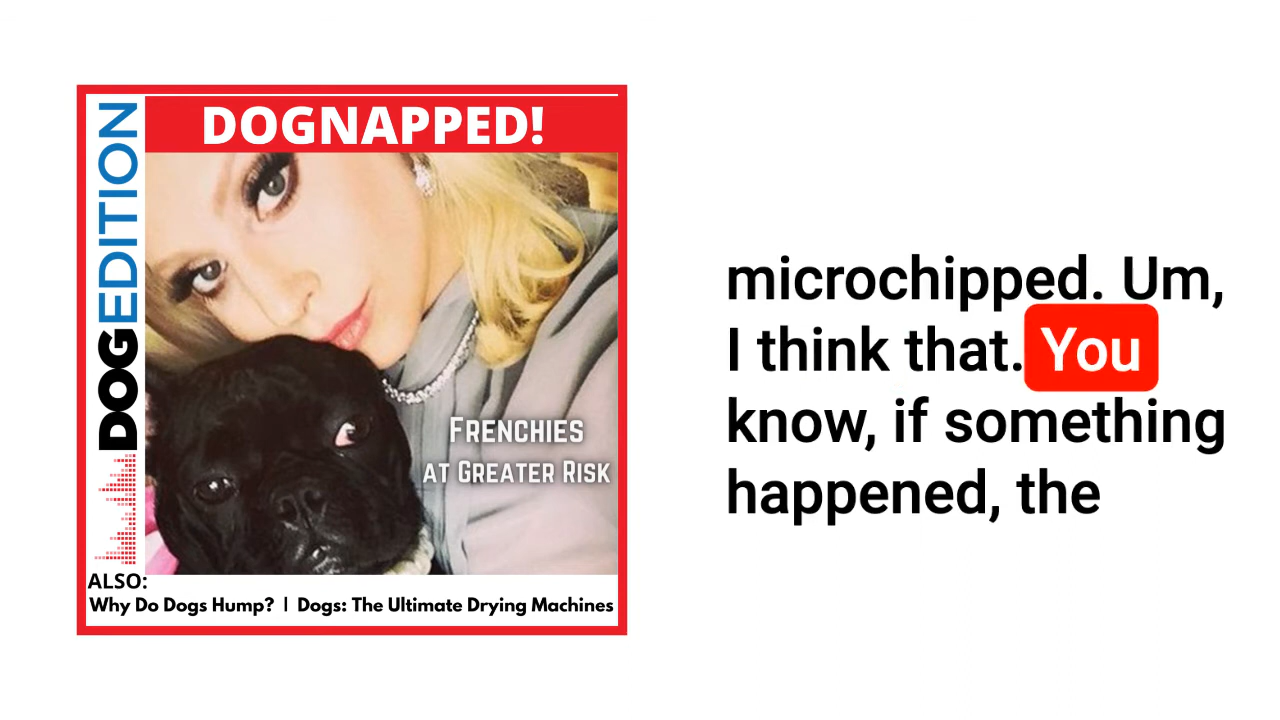 DOGNAPPED!
DOGEDITION
FRENCHIES
AT GREATER RISK
ALSO:
Why Do Dogs Hump? | Dogs: The Ultimate Drying Machines
microchipped. Um,
I think that. You
know, if something
happened, the